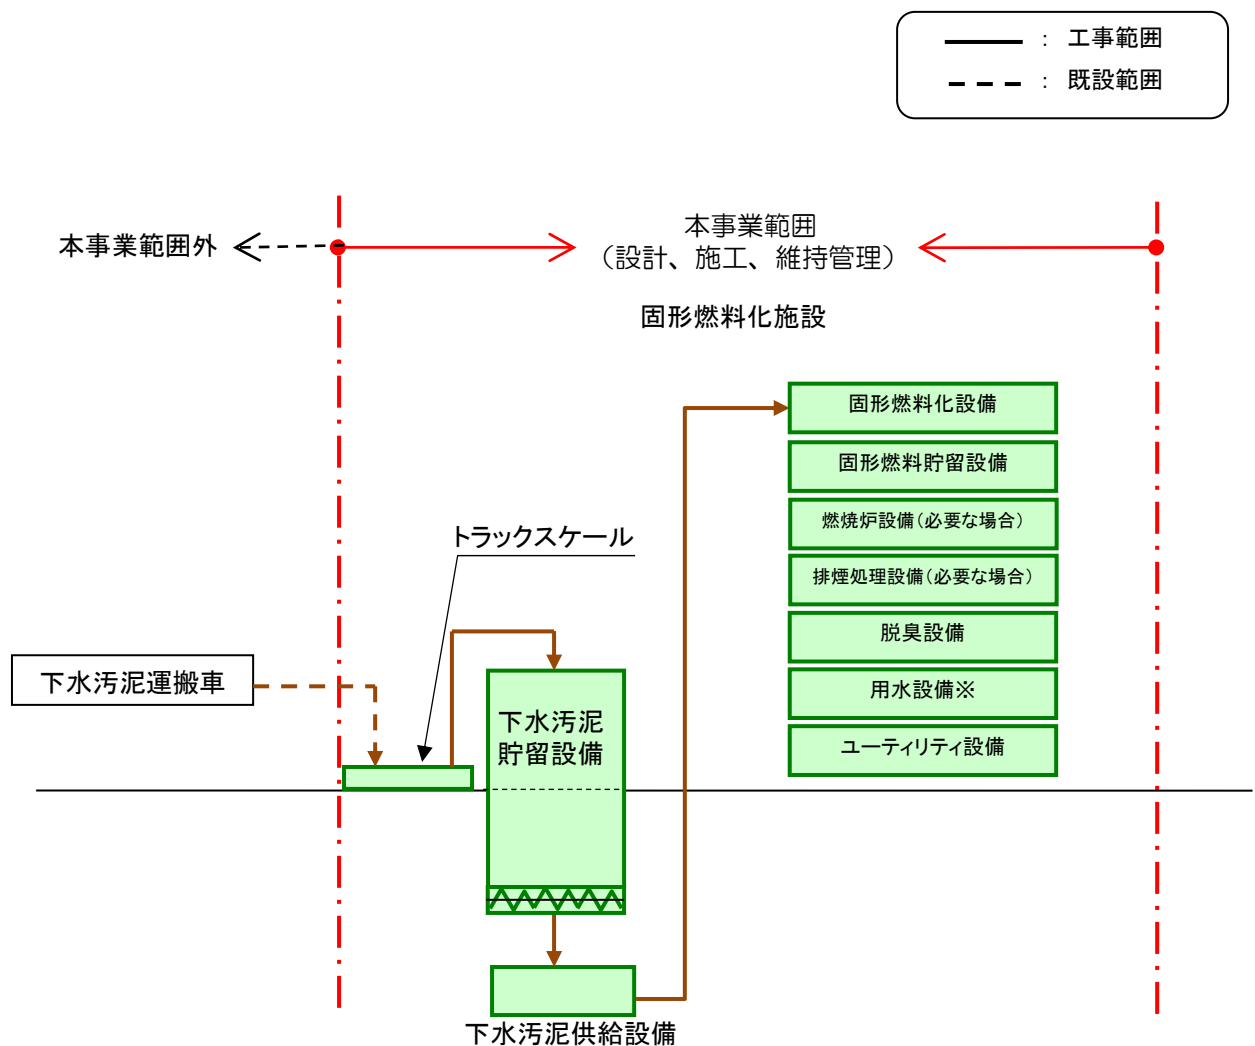 ： 工事範囲
： 既設範囲
本事業範囲外
本事業範囲
（設計、施工、維持管理）
固形燃料化施設
固形燃料化設備
固形燃料貯留設備
燃焼炉設備（必要な場合）
排煙処理設備（必要な場合）
脱臭設備
用水設備※
ユーティリティ設備
トラックスケール
下水汚泥運搬車
下水汚泥
貯留設備
下水汚泥供給設備